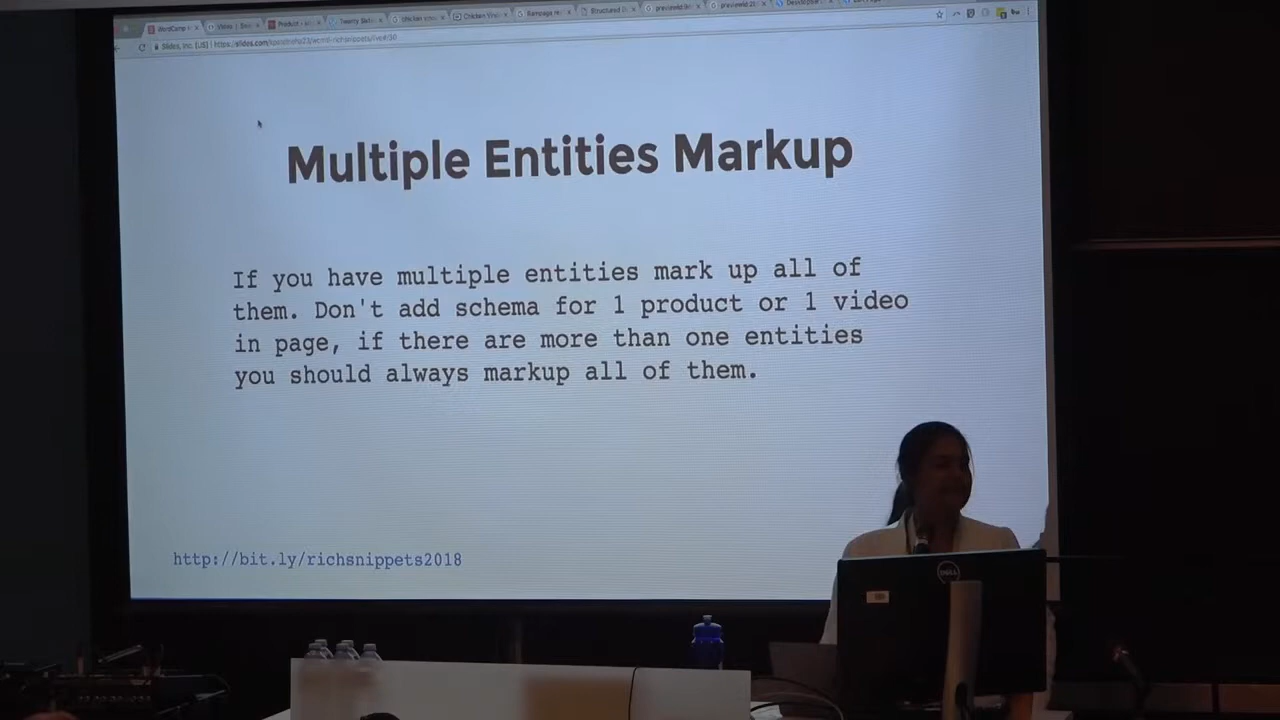 WordCamp
Multiple Entities Markup
If you have multiple entities mark up all of
them. Don't add schema for 1 product or 1 video
in page, if there are more than one entities
you should always markup all of them.
http://bit.ly/richsnippets2018
DELL